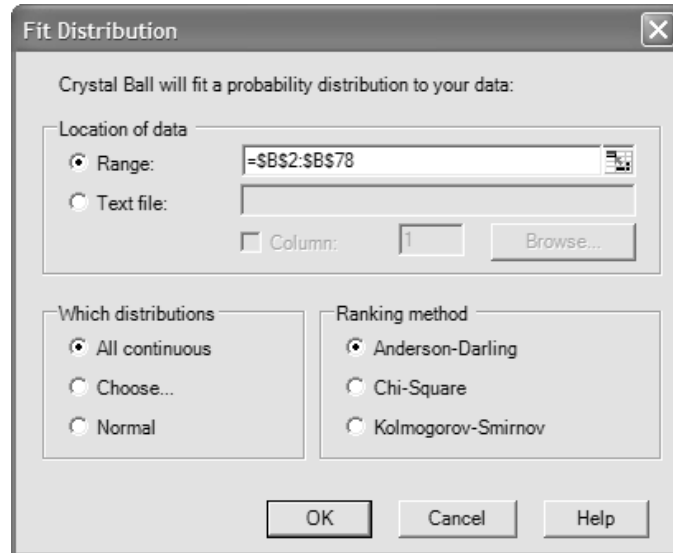 Fit Distribution
Crystal Ball will fit a probability distribution to your data:
Location of data
Range:
=$B$2:$B$78
Text file:
Column:
1
Browse...
Which distributions
All continuous
Choose...
Normal
Ranking method
Anderson-Darling
Chi-Square
Kolmogorov-Smirnov
OK
Cancel
Help